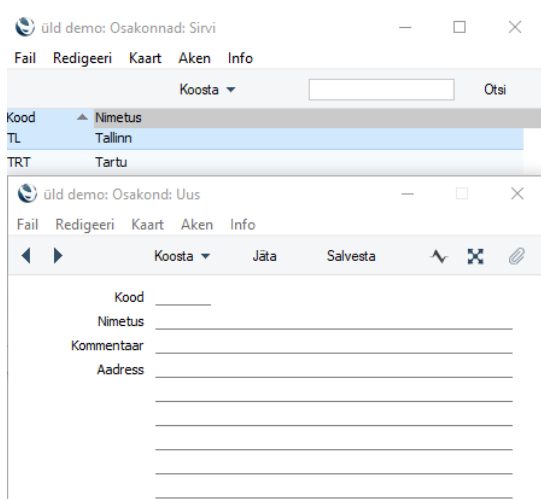 üld demo: Osakonnad: Sirvi
Fail Redigeeri Kaart Aken Info
Koosta Otsi
Kood Nimetus
TL Tallinn
TRT Tartu
üld demo: Osakond: Uus
Fail Redigeeri Kaart Aken Info
Koosta Jäta Salvesta
Kood
Nimetus
Kommentaar
Aadress